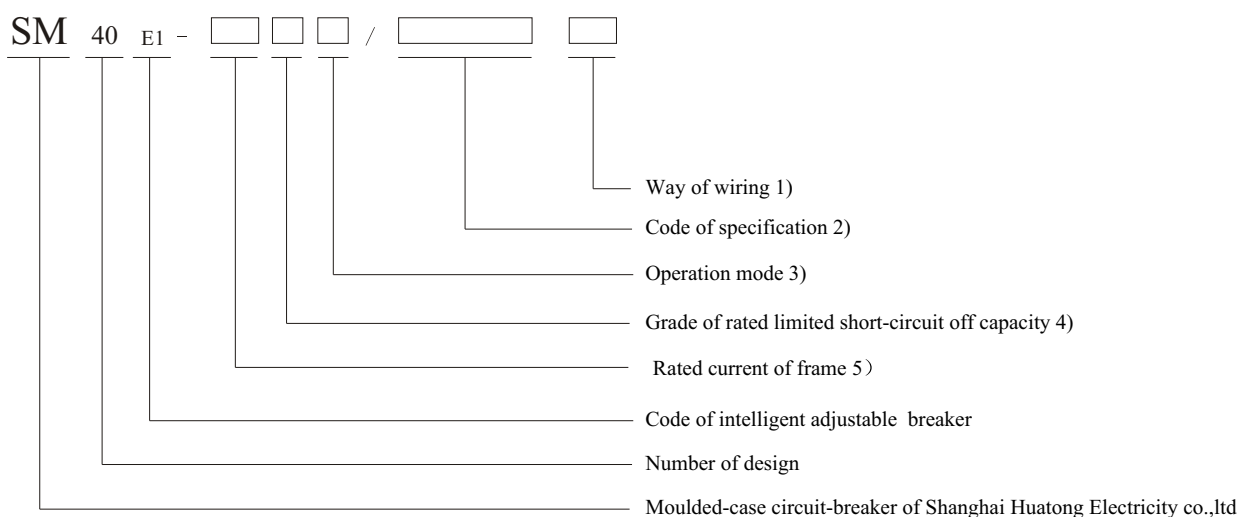 SM 40 E1 - /
Way of wiring 1)
Code of specification 2)
Operation mode 3)
Grade of rated limited short-circuit off capacity 4)
Rated current of frame 5）
Code of intelligent adjustable breaker
Number of design
Moulded-case circuit-breaker of Shanghai Huatong Electricity co.,ltd